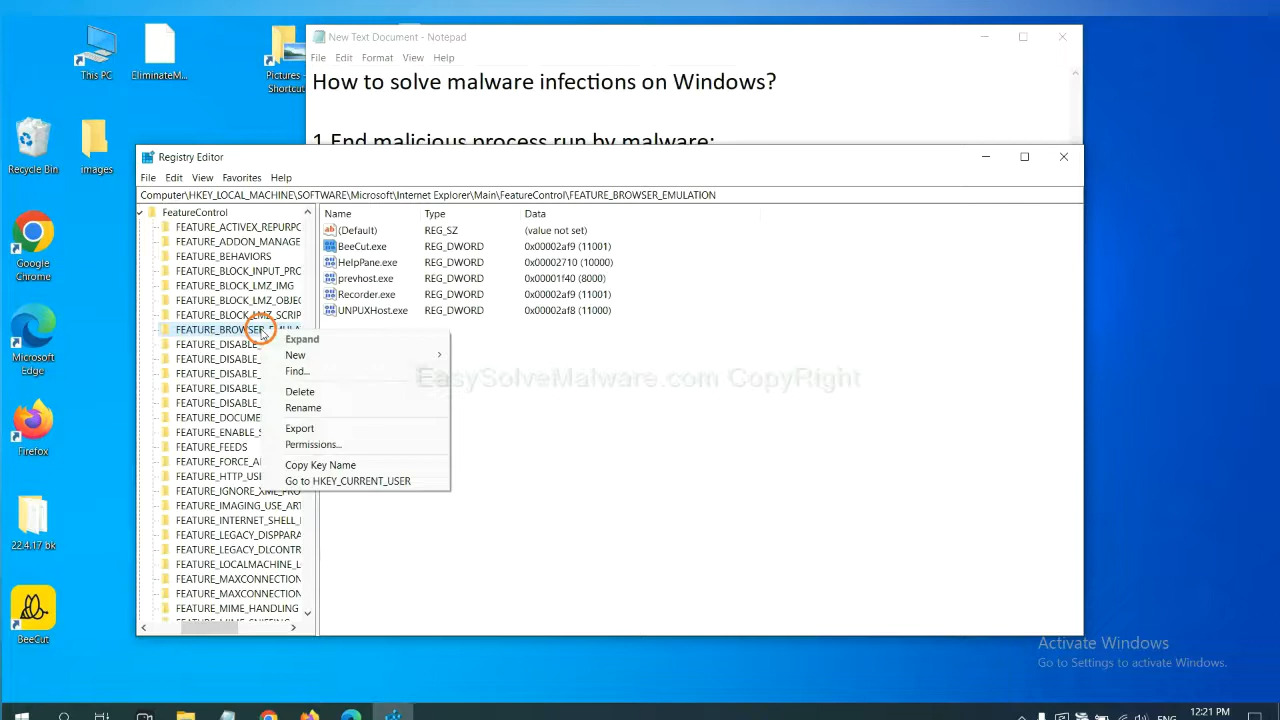 This PC
EliminateM...
Pictures -
Shortcut
Recycle Bin
images
Google
Chrome
Microsoft
Edge
Firefox
22.4.17 bk
BeeCut
New Text Document - Notepad
File Edit Format View Help
How to solve malware infections on Windows?
1 End malicious process run by malware:
Registry Editor
File Edit View Favorites Help
Computer\HKEY_LOCAL_MACHINE\SOFTWARE\Microsoft\Internet Explorer\Main\FeatureControl\FEATURE_BROWSER_EMULATION
FeatureControl
FEATURE_ACTIVEX_REPURPO
FEATURE_ADDON_MANAGE
FEATURE_BEHAVIORS
FEATURE_BLOCK_INPUT_PRO
FEATURE_BLOCK_LMZ_IMG
FEATURE_BLOCK_LMZ_OBJEC
FEATURE_BLOCK_LMZ_SCRIP
FEATURE_BROWSER_EMULA
FEATURE_DISABLE_
FEATURE_DISABLE_
FEATURE_DISABLE_
FEATURE_DISABLE_
FEATURE_DISABLE_
FEATURE_DOCUME
FEATURE_ENABLE_S
FEATURE_FEEDS
FEATURE_FORCE_A
FEATURE_HTTP_USE
FEATURE_IGNORE_XML_PRO
FEATURE_IMAGING_USE_ART
FEATURE_INTERNET_SHELL_
FEATURE_LEGACY_DISPPARA
FEATURE_LEGACY_DLCONTR
FEATURE_LOCALMACHINE_L
FEATURE_MAXCONNECTION
FEATURE_MAXCONNECTION
FEATURE_MIME_HANDLING
Name Type Data
(Default) REG_SZ (value not set)
BeeCut.exe REG_DWORD 0x00002af9 (11001)
HelpPane.exe REG_DWORD 0x00002710 (10000)
prevhost.exe REG_DWORD 0x00001f40 (8000)
Recorder.exe REG_DWORD 0x00002af9 (11001)
UNPUXHost.exe REG_DWORD 0x00002af8 (11000)
Expand
New
Find...
Delete
Rename
Export
Permissions...
Copy Key Name
Go to HKEY_CURRENT_USER
EasySolveMalware.com CopyRight
Activate Windows
Go to Settings to activate Windows.
ENG
12:21 PM